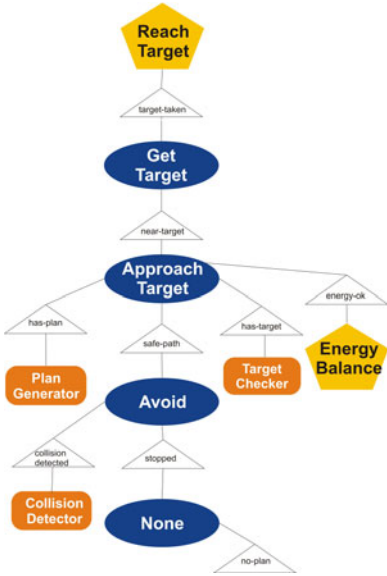 Reach
Target
target-taken
Get
Target
near-target
Approach
Target
has-plan
safe-path
has-target
energy-ok
Plan
Generator
Avoid
Target
Checker
Energy
Balance
collision
detected
stopped
Collision
Detector
None
no-plan